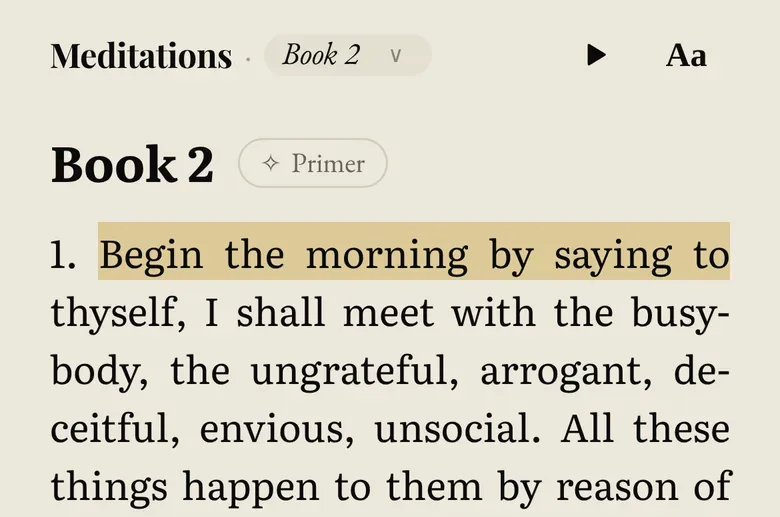 Meditations · Book 2 ∨ Aa
Book 2 ✧ Primer
1. Begin the morning by saying to
thyself, I shall meet with the busy-
body, the ungrateful, arrogant, de-
ceitful, envious, unsocial. All these
things happen to them by reason of